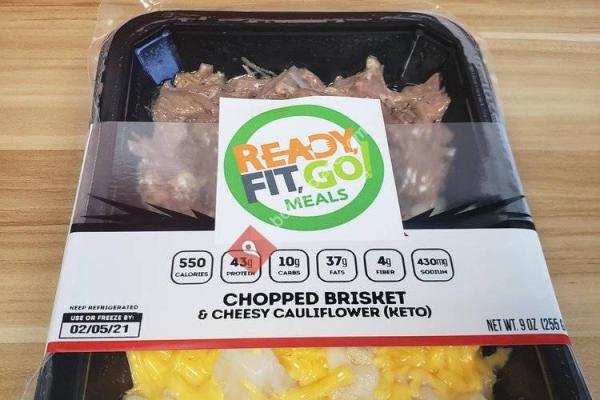 READY,
FIT, GO!
MEALS
550 43g 10g 37g 4g 430mg
CALORIES PROTEIN CARBS FATS FIBER SODIUM
CHOPPED BRISKET
& CHEESY CAULIFLOWER (KETO)
KEEP REFRIGERATED
USE OR FREEZE BY:
02/05/21
NET WT. 9 OZ (255